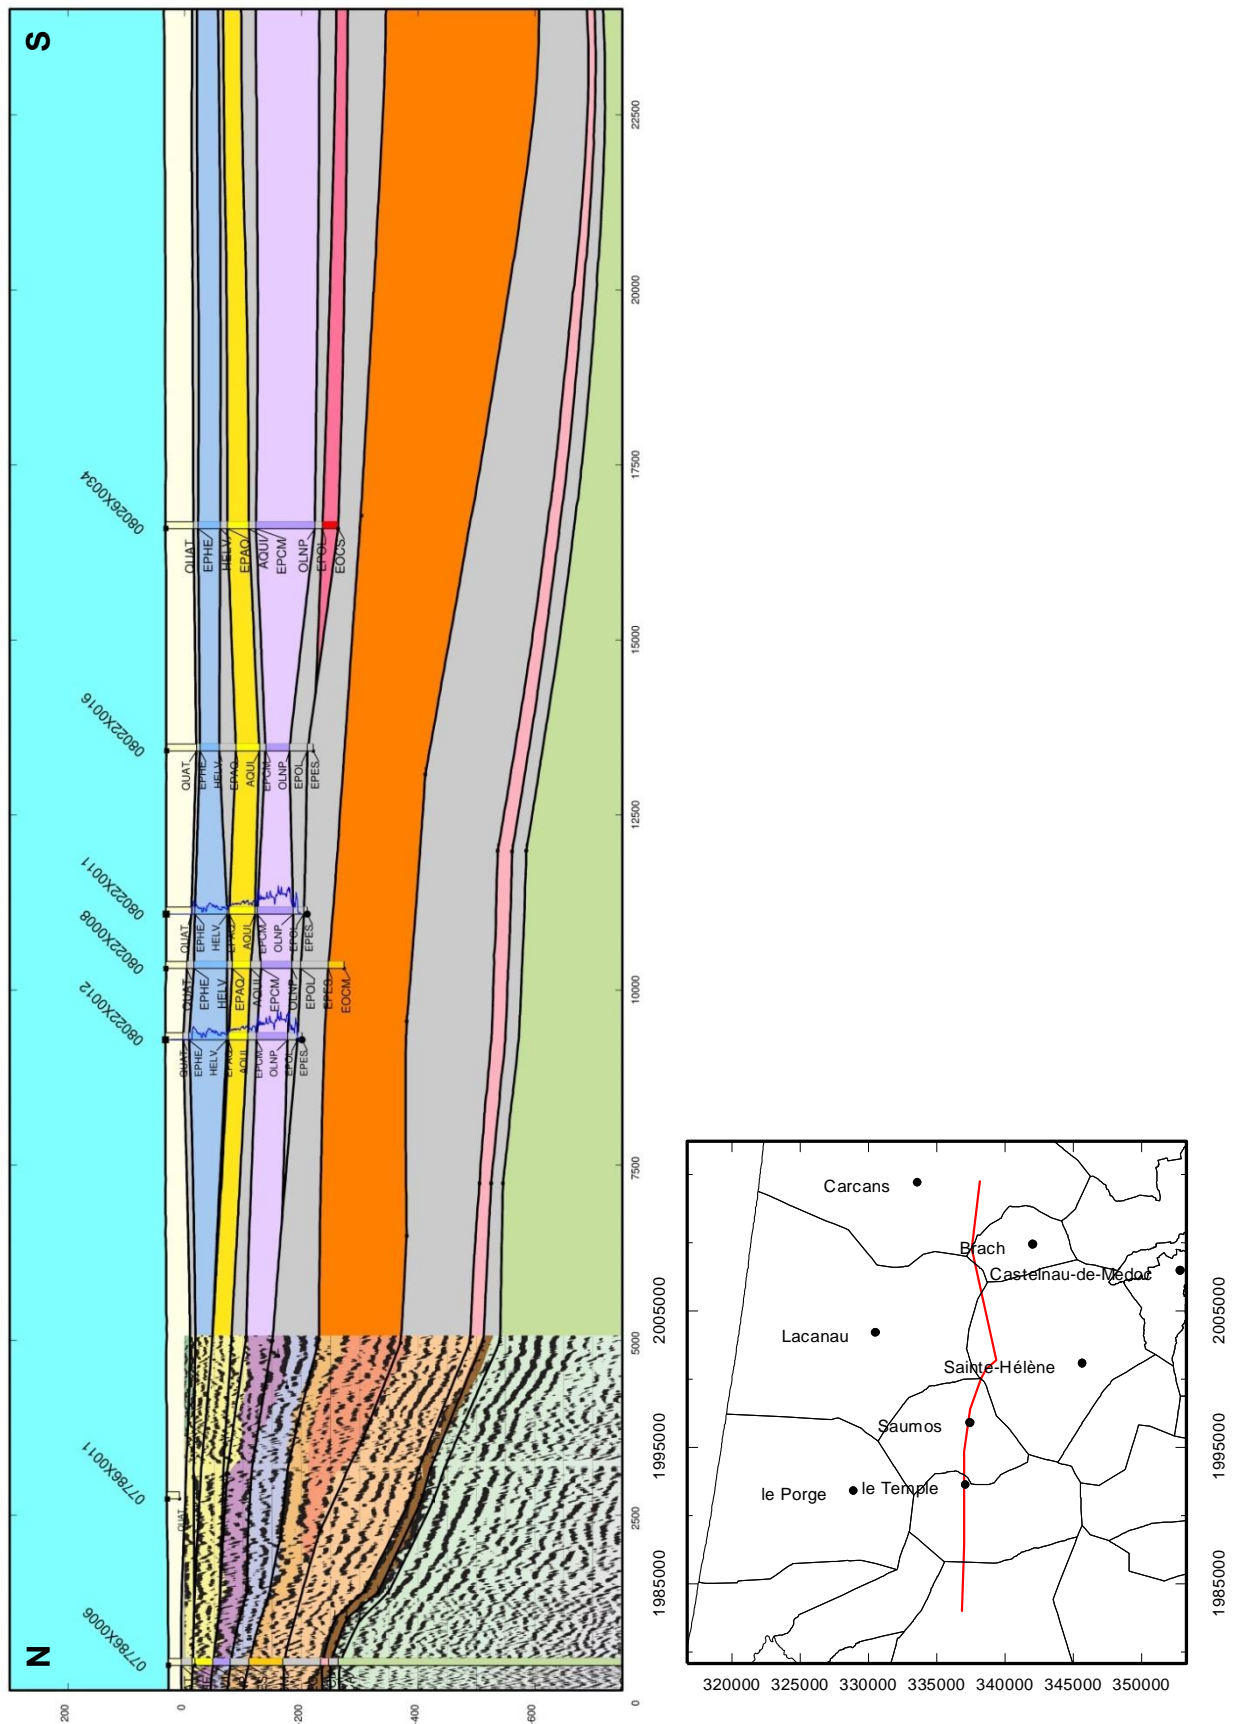 S
N
22500
20000
17500
15000
12500
10000
7500
5000
2500
0
200
0
-200
-400
-600
08026X0034
QUAT
EPHE
HELV
EPAQ
AQUI
EPCM
OLNP
EPOL
EOCS
08022X0016
QUAT
EPHE
HELV
EPAQ
AQUI
EPCM
OLNP
EPOL
EPES
08022X0011
QUAT
EPHE
HELV
EPAQ
AQUI
EPCM
OLNP
EPOL
EPES
08022X0008
QUAT
EPHE
HELV
EPAQ
AQUI
EPCM
OLNP
EPOL
EPES
EOCM
08022X0012
QUAT
EPHE
HELV
EPAQ
AQUI
EPCM
OLNP
EPOL
EPES
07786X0011
QUAT
07786X0006
Carcans
Brach
Castelnau-de-Médoc
Lacanau
Sainte-Hélène
Saumos
le Porge
le Temple
2005000
1995000
1985000
2005000
1995000
1985000
320000
325000
330000
335000
340000
345000
350000